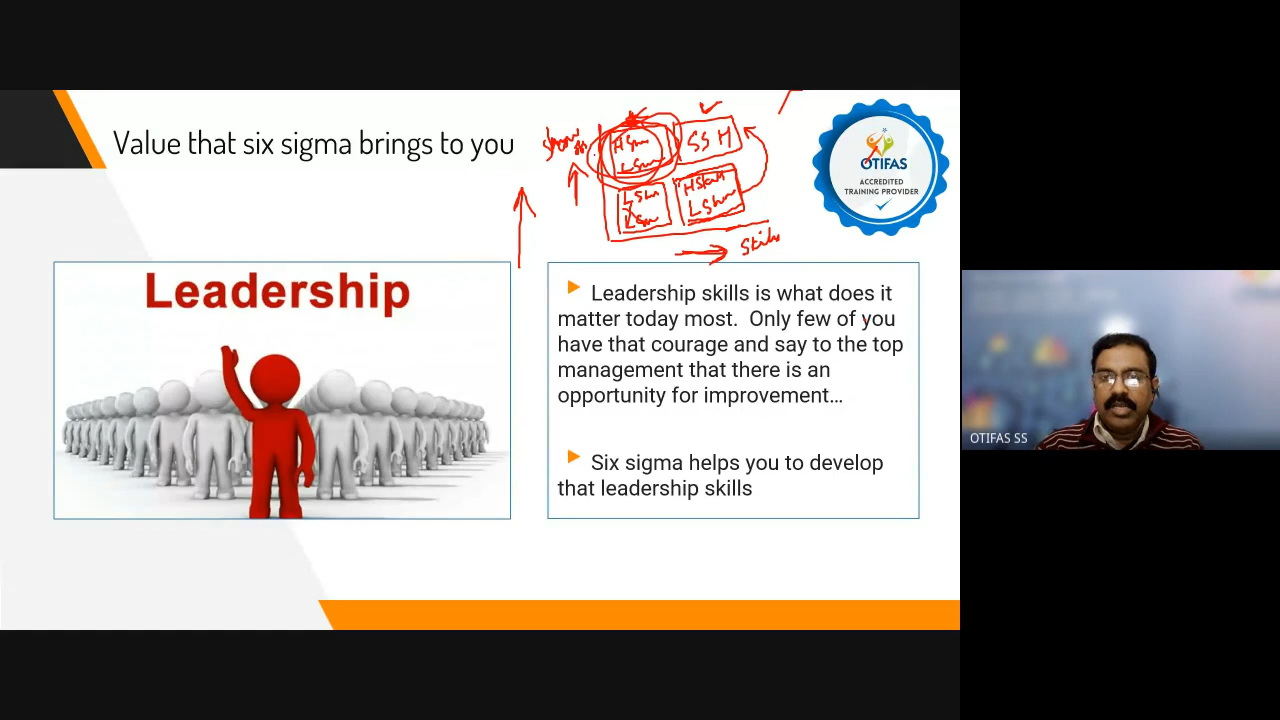 Value that six sigma brings to you
SS H
Skills
OTIFAS
ACCREDITED
TRAINING PROVIDER
Leadership
Leadership skills is what does it
matter today most. Only few of you
have that courage and say to the top
management that there is an
opportunity for improvement...
Six sigma helps you to develop
that leadership skills
OTIFAS SS